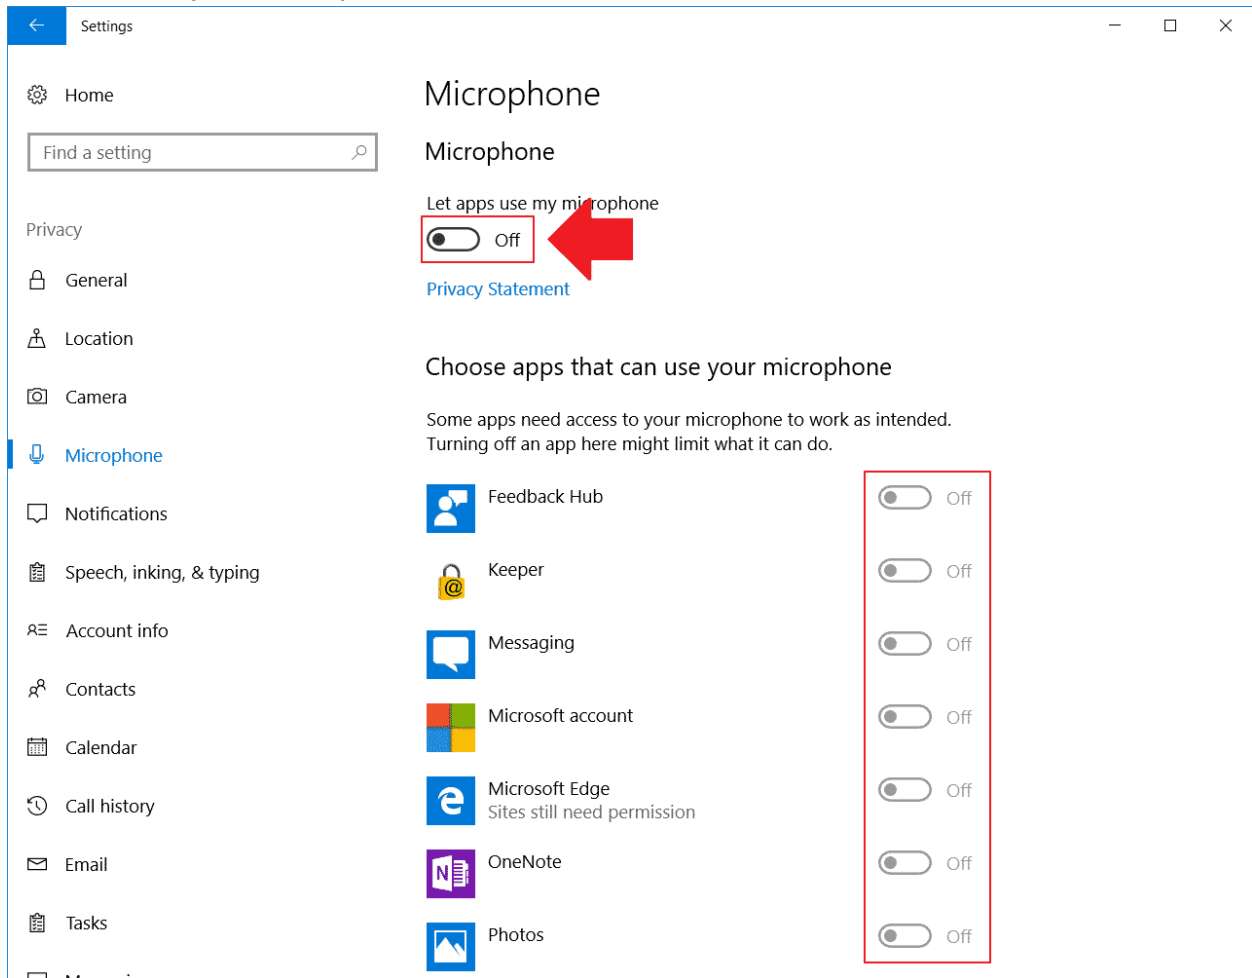 Settings
Home
Find a setting
Privacy
General
Location
Camera
Microphone
Notifications
Speech, inking, & typing
Account info
Contacts
Calendar
Call history
Email
Tasks
Microphone
Microphone
Let apps use my microphone
Off
Privacy Statement
Choose apps that can use your microphone
Some apps need access to your microphone to work as intended.
Turning off an app here might limit what it can do.
Feedback Hub Off
Keeper Off
Messaging Off
Microsoft account Off
Microsoft Edge Off
Sites still need permission
OneNote Off
Photos Off